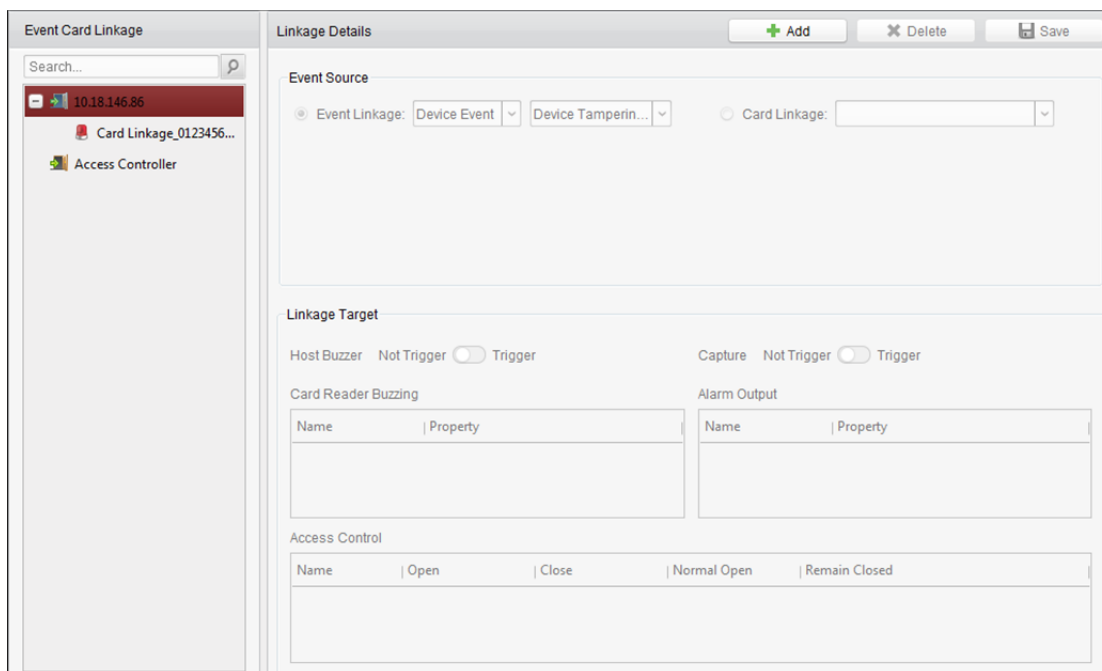 Event Card Linkage
Search...
10.18.146.86
Card Linkage_0123456...
Access Controller
Linkage Details
Add
Delete
Save
Event Source
Event Linkage: Device Event Device Tamperin... Card Linkage:
Linkage Target
Host Buzzer Not Trigger Trigger Capture Not Trigger Trigger
Card Reader Buzzing
Name Property
Alarm Output
Name Property
Access Control
Name Open Close Normal Open Remain Closed